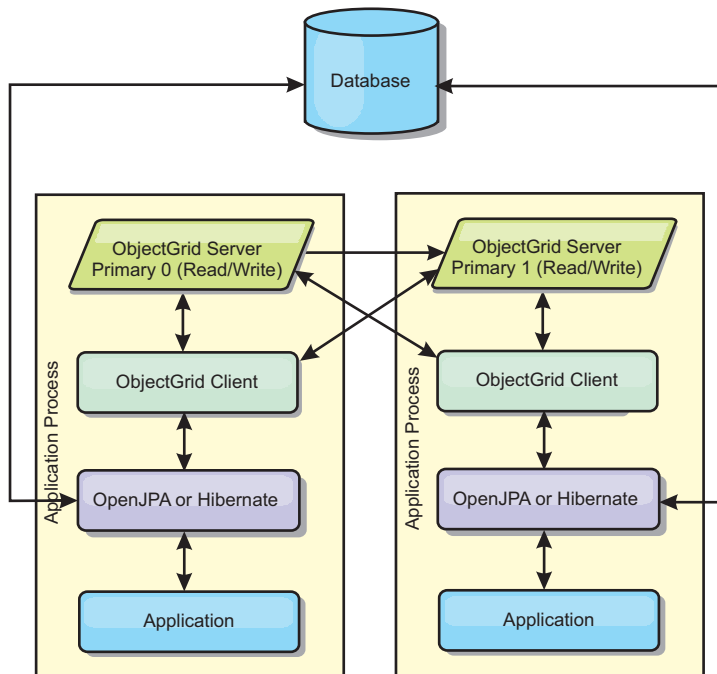 Database
ObjectGrid Server
Primary 0 (Read/Write)
ObjectGrid Client
OpenJPA or Hibernate
Application
Application Process
ObjectGrid Server
Primary 1 (Read/Write)
ObjectGrid Client
OpenJPA or Hibernate
Application
Application Process